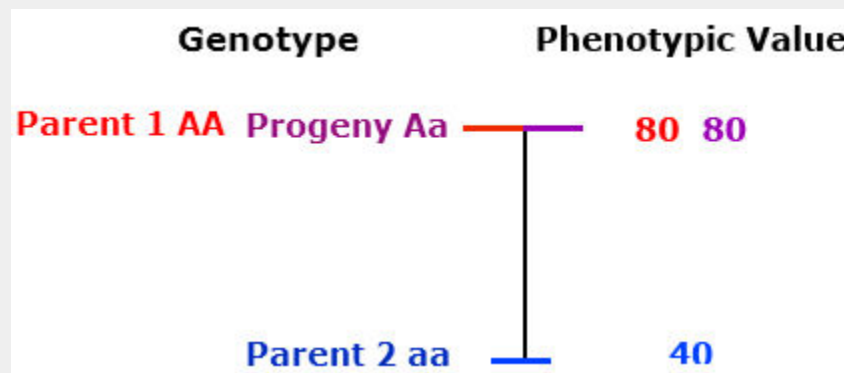 Genotype Phenotypic Value
Parent 1 AA Progeny Aa 80 80
Parent 2 aa 40